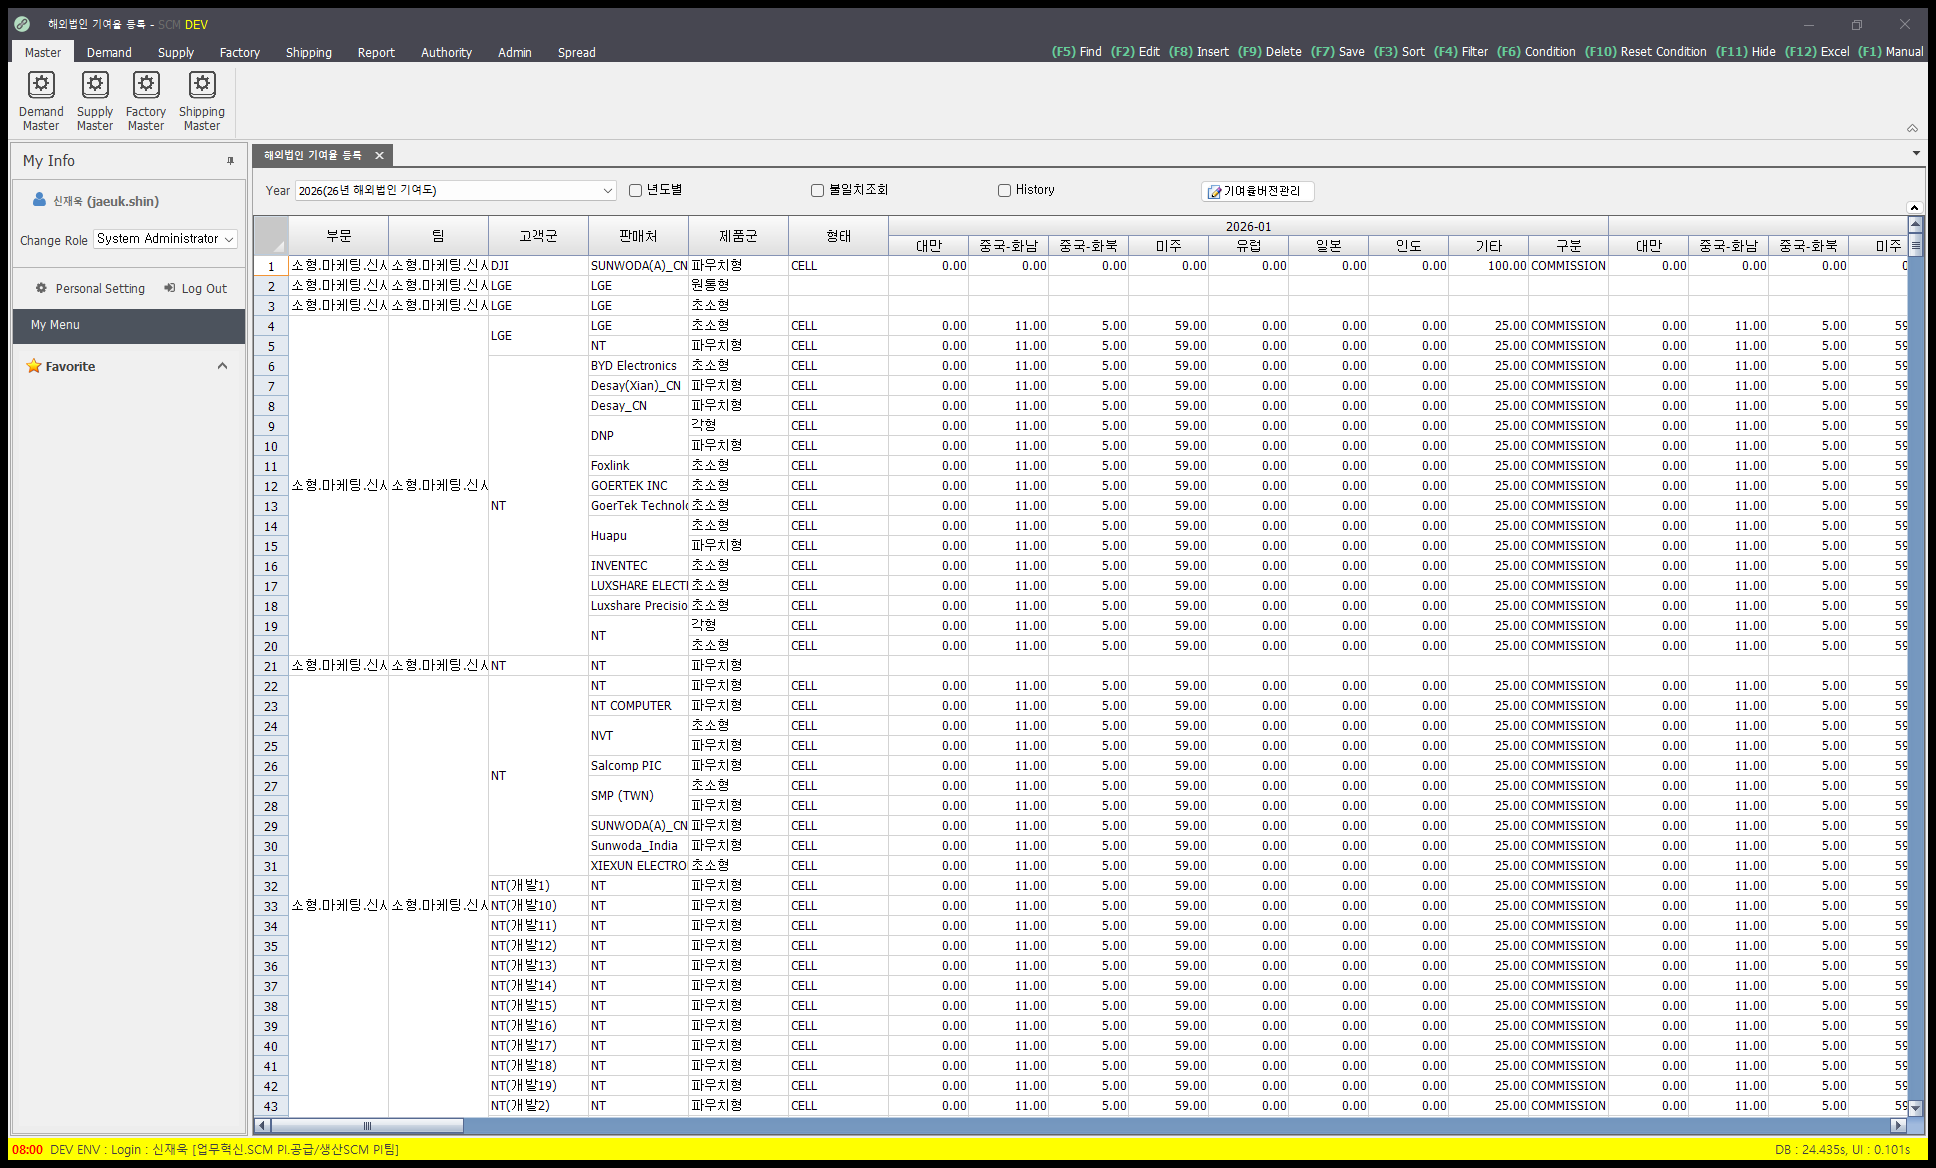 해외법인 기여율 등록 - SCM DEV
Master Demand Supply Factory Shipping Report Authority Admin Spread
(F5) Find (F2) Edit (F8) Insert (F9) Delete (F7) Save (F3) Sort (F4) Filter (F6) Condition (F10) Reset Condition (F11) Hide (F12) Excel (F1) Manual
Demand Master Supply Master Factory Master Shipping Master
My Info
신재욱 (jaeuk.shin)
Change Role System Administrator
Personal Setting Log Out
My Menu
Favorite
해외법인 기여율 등록
Year 2026(26년 해외법인 기여도) 년도별 불일치조회 History 기여율버전관리
부문 팀 고객군 판매처 제품군 형태 2026-01
대만 중국-화남 중국-화북 미주 유럽 일본 인도 기타 구분 대만 중국-화남 중국-화북 미주
1 소형.마케팅.신사 소형.마케팅.신사 DJI SUNWODA(A)_CN 파우치형 CELL 0.00 0.00 0.00 0.00 0.00 0.00 0.00 100.00 COMMISSION 0.00 0.00 0.00 0
2 소형.마케팅.신사 소형.마케팅.신사 LGE LGE 원통형
3 소형.마케팅.신사 소형.마케팅.신사 LGE LGE 초소형
4 LGE LGE 초소형 CELL 0.00 11.00 5.00 59.00 0.00 0.00 0.00 25.00 COMMISSION 0.00 11.00 5.00 59
5 NT 파우치형 CELL 0.00 11.00 5.00 59.00 0.00 0.00 0.00 25.00 COMMISSION 0.00 11.00 5.00 59
6 BYD Electronics 초소형 CELL 0.00 11.00 5.00 59.00 0.00 0.00 0.00 25.00 COMMISSION 0.00 11.00 5.00 59
7 Desay(Xian)_CN 파우치형 CELL 0.00 11.00 5.00 59.00 0.00 0.00 0.00 25.00 COMMISSION 0.00 11.00 5.00 59
8 Desay_CN 파우치형 CELL 0.00 11.00 5.00 59.00 0.00 0.00 0.00 25.00 COMMISSION 0.00 11.00 5.00 59
9 DNP 각형 CELL 0.00 11.00 5.00 59.00 0.00 0.00 0.00 25.00 COMMISSION 0.00 11.00 5.00 59
10 파우치형 CELL 0.00 11.00 5.00 59.00 0.00 0.00 0.00 25.00 COMMISSION 0.00 11.00 5.00 59
11 Foxlink 초소형 CELL 0.00 11.00 5.00 59.00 0.00 0.00 0.00 25.00 COMMISSION 0.00 11.00 5.00 59
12 소형.마케팅.신사 소형.마케팅.신사 GOERTEK INC 초소형 CELL 0.00 11.00 5.00 59.00 0.00 0.00 0.00 25.00 COMMISSION 0.00 11.00 5.00 59
13 NT GoerTek Technolo 초소형 CELL 0.00 11.00 5.00 59.00 0.00 0.00 0.00 25.00 COMMISSION 0.00 11.00 5.00 59
14 Huapu 초소형 CELL 0.00 11.00 5.00 59.00 0.00 0.00 0.00 25.00 COMMISSION 0.00 11.00 5.00 59
15 파우치형 CELL 0.00 11.00 5.00 59.00 0.00 0.00 0.00 25.00 COMMISSION 0.00 11.00 5.00 59
16 INVENTEC 초소형 CELL 0.00 11.00 5.00 59.00 0.00 0.00 0.00 25.00 COMMISSION 0.00 11.00 5.00 59
17 LUXSHARE ELECTI 초소형 CELL 0.00 11.00 5.00 59.00 0.00 0.00 0.00 25.00 COMMISSION 0.00 11.00 5.00 59
18 Luxshare Precisio 초소형 CELL 0.00 11.00 5.00 59.00 0.00 0.00 0.00 25.00 COMMISSION 0.00 11.00 5.00 59
19 NT 각형 CELL 0.00 11.00 5.00 59.00 0.00 0.00 0.00 25.00 COMMISSION 0.00 11.00 5.00 59
20 초소형 CELL 0.00 11.00 5.00 59.00 0.00 0.00 0.00 25.00 COMMISSION 0.00 11.00 5.00 59
21 소형.마케팅.신사 소형.마케팅.신사 NT NT 파우치형
22 NT 파우치형 CELL 0.00 11.00 5.00 59.00 0.00 0.00 0.00 25.00 COMMISSION 0.00 11.00 5.00 59
23 NT COMPUTER 파우치형 CELL 0.00 11.00 5.00 59.00 0.00 0.00 0.00 25.00 COMMISSION 0.00 11.00 5.00 59
24 NVT 초소형 CELL 0.00 11.00 5.00 59.00 0.00 0.00 0.00 25.00 COMMISSION 0.00 11.00 5.00 59
25 파우치형 CELL 0.00 11.00 5.00 59.00 0.00 0.00 0.00 25.00 COMMISSION 0.00 11.00 5.00 59
26 NT Salcomp PIC 파우치형 CELL 0.00 11.00 5.00 59.00 0.00 0.00 0.00 25.00 COMMISSION 0.00 11.00 5.00 59
27 SMP (TWN) 초소형 CELL 0.00 11.00 5.00 59.00 0.00 0.00 0.00 25.00 COMMISSION 0.00 11.00 5.00 59
28 파우치형 CELL 0.00 11.00 5.00 59.00 0.00 0.00 0.00 25.00 COMMISSION 0.00 11.00 5.00 59
29 SUNWODA(A)_CN 파우치형 CELL 0.00 11.00 5.00 59.00 0.00 0.00 0.00 25.00 COMMISSION 0.00 11.00 5.00 59
30 Sunwoda_India 파우치형 CELL 0.00 11.00 5.00 59.00 0.00 0.00 0.00 25.00 COMMISSION 0.00 11.00 5.00 59
31 XIEXUN ELECTRO 초소형 CELL 0.00 11.00 5.00 59.00 0.00 0.00 0.00 25.00 COMMISSION 0.00 11.00 5.00 59
32 NT(개발1) NT 파우치형 CELL 0.00 11.00 5.00 59.00 0.00 0.00 0.00 25.00 COMMISSION 0.00 11.00 5.00 59
33 소형.마케팅.신사 소형.마케팅.신사 NT(개발10) NT 파우치형 CELL 0.00 11.00 5.00 59.00 0.00 0.00 0.00 25.00 COMMISSION 0.00 11.00 5.00 59
34 NT(개발11) NT 파우치형 CELL 0.00 11.00 5.00 59.00 0.00 0.00 0.00 25.00 COMMISSION 0.00 11.00 5.00 59
35 NT(개발12) NT 파우치형 CELL 0.00 11.00 5.00 59.00 0.00 0.00 0.00 25.00 COMMISSION 0.00 11.00 5.00 59
36 NT(개발13) NT 파우치형 CELL 0.00 11.00 5.00 59.00 0.00 0.00 0.00 25.00 COMMISSION 0.00 11.00 5.00 59
37 NT(개발14) NT 파우치형 CELL 0.00 11.00 5.00 59.00 0.00 0.00 0.00 25.00 COMMISSION 0.00 11.00 5.00 59
38 NT(개발15) NT 파우치형 CELL 0.00 11.00 5.00 59.00 0.00 0.00 0.00 25.00 COMMISSION 0.00 11.00 5.00 59
39 NT(개발16) NT 파우치형 CELL 0.00 11.00 5.00 59.00 0.00 0.00 0.00 25.00 COMMISSION 0.00 11.00 5.00 59
40 NT(개발17) NT 파우치형 CELL 0.00 11.00 5.00 59.00 0.00 0.00 0.00 25.00 COMMISSION 0.00 11.00 5.00 59
41 NT(개발18) NT 파우치형 CELL 0.00 11.00 5.00 59.00 0.00 0.00 0.00 25.00 COMMISSION 0.00 11.00 5.00 59
42 NT(개발19) NT 파우치형 CELL 0.00 11.00 5.00 59.00 0.00 0.00 0.00 25.00 COMMISSION 0.00 11.00 5.00 59
43 NT(개발2) NT 파우치형 CELL 0.00 11.00 5.00 59.00 0.00 0.00 0.00 25.00 COMMISSION 0.00 11.00 5.00 59
08:00 DEV ENV : Login : 신재욱 [업무혁신.SCM PI.공급/생산SCM PI팀]
DB : 24.435s, UI : 0.101s